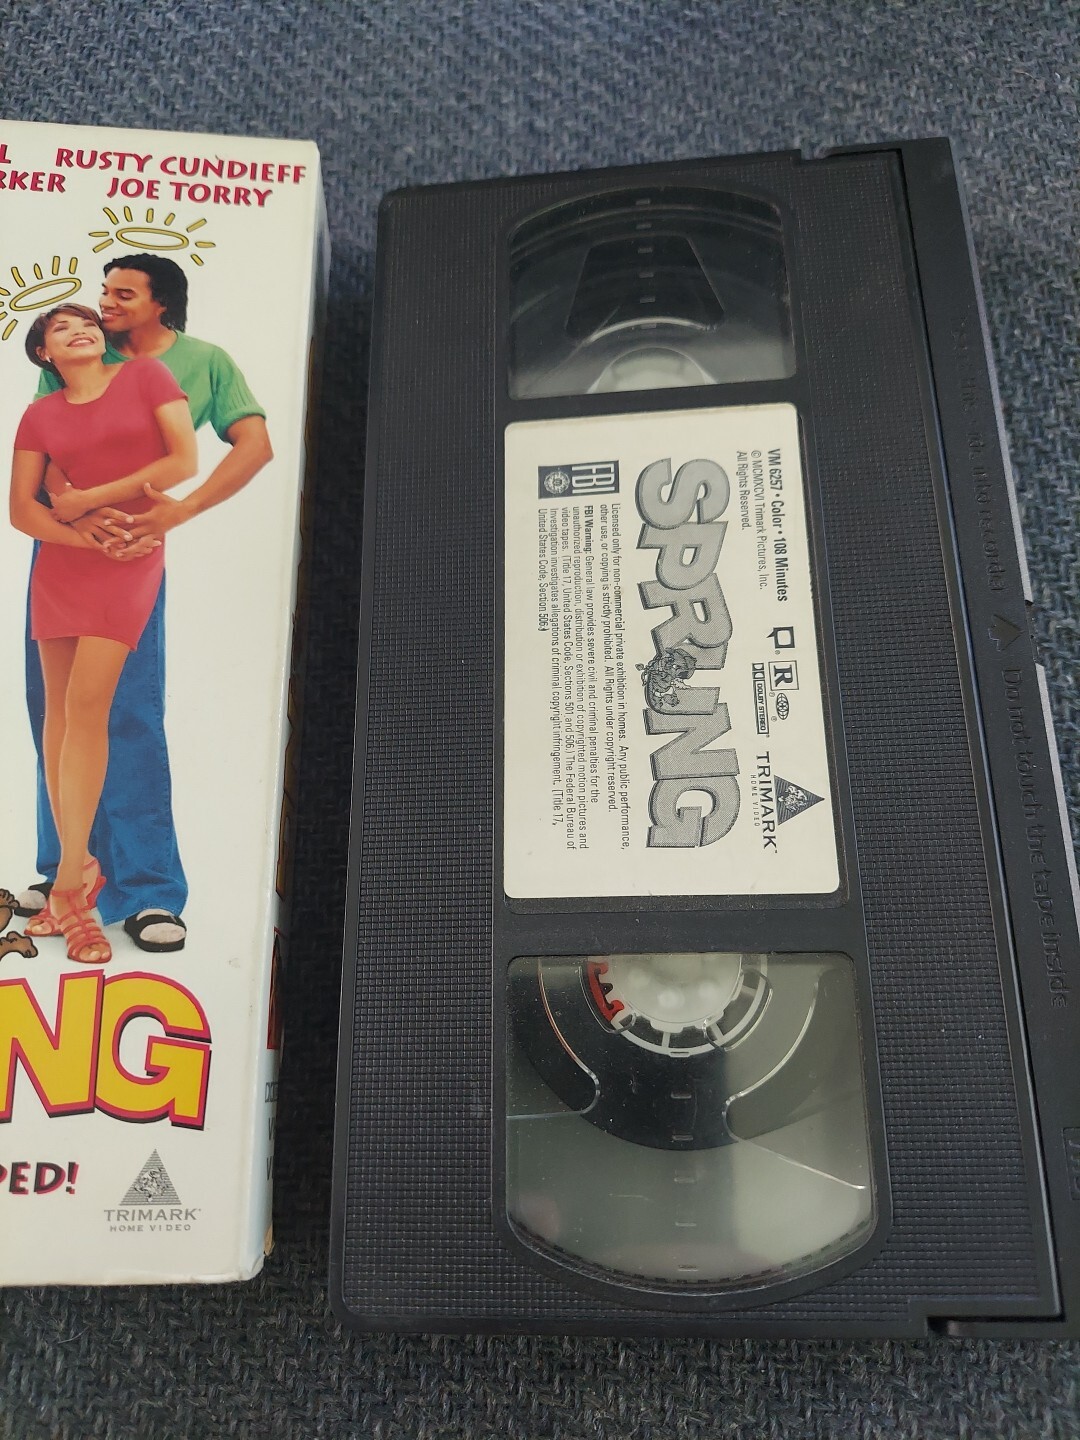 RUSTY CUNDIEFF
RKER JOE TORRY
NG
PED!
TRIMARK
HOME VIDEO
VM 6257 • Color • 108 Minutes
© MCMXCVI Trimark Pictures, Inc.
All Rights Reserved.
R
DOLBY STEREO
TRIMARK
HOME VIDEO
SPRING
FBI
Licensed only for non-commercial private exhibition in homes. Any public performance,
other use, or copying is strictly prohibited. All Rights under copyright reserved.
FBI Warning: General law provides severe civil and criminal penalties for the
unauthorized reproduction, distribution or exhibition of copyrighted motion pictures and
video tapes. (Title 17, United States Code, Sections 501 and 506.) The Federal Bureau of
Investigation investigates allegations of criminal copyright infringement. (Title 17,
United States Code, Section 506.)
Do not touch the tape inside